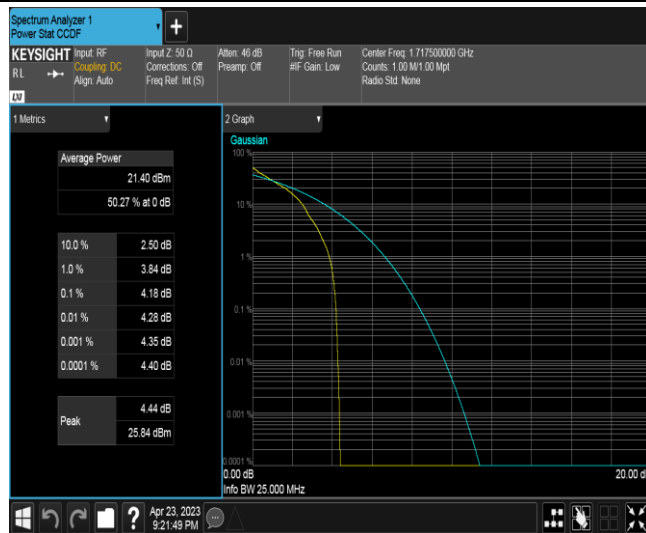 Spectrum Analyzer 1
Power Stat CCDF
+
KEYSIGHT
RL
Input: RF
Coupling: DC
Align: Auto
Input Z: 50 Ω
Corrections: Off
Freq Ref: Int (S)
Atten: 46 dB
Preamp: Off
Trig: Free Run
#IF Gain: Low
Center Freq: 1.717500000 GHz
Counts: 1.00 M/1.00 Mpt
Radio Std: None
1 Metrics
Average Power
21.40 dBm
50.27 % at 0 dB
10.0 % 2.50 dB
1.0 % 3.84 dB
0.1 % 4.18 dB
0.01 % 4.28 dB
0.001 % 4.35 dB
0.0001 % 4.40 dB
Peak
4.44 dB
25.84 dBm
2 Graph
Gaussian
100 %
10 %
1 %
0.1 %
0.01 %
0.001 %
0.0001 %
0.00 dB
20.00 d
Info BW 25.000 MHz
?
Apr 23, 2023
9:21:49 PM